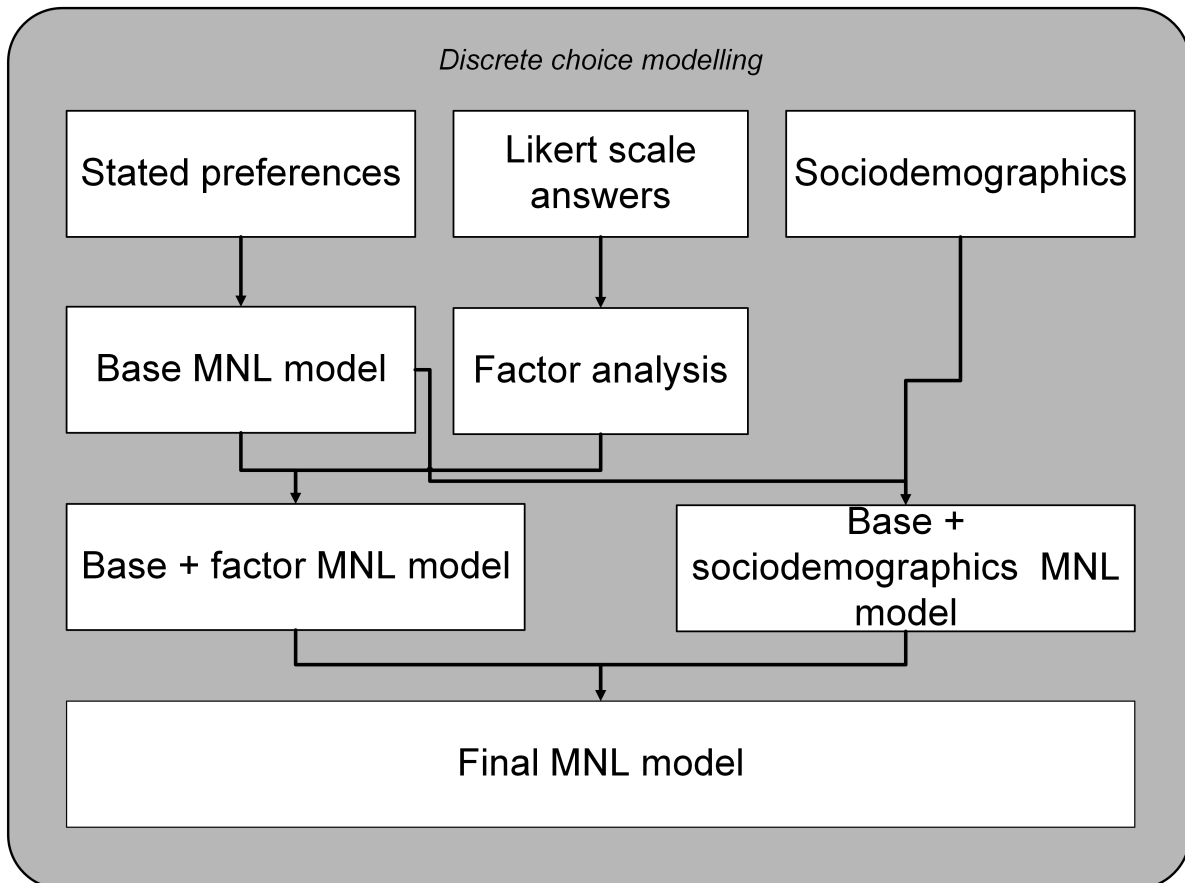 Discrete choice modelling
Stated preferences
Likert scale
answers
Sociodemographics
Base MNL model
Factor analysis
Base + factor MNL model
Base +
sociodemographics  MNL
model
Final MNL model